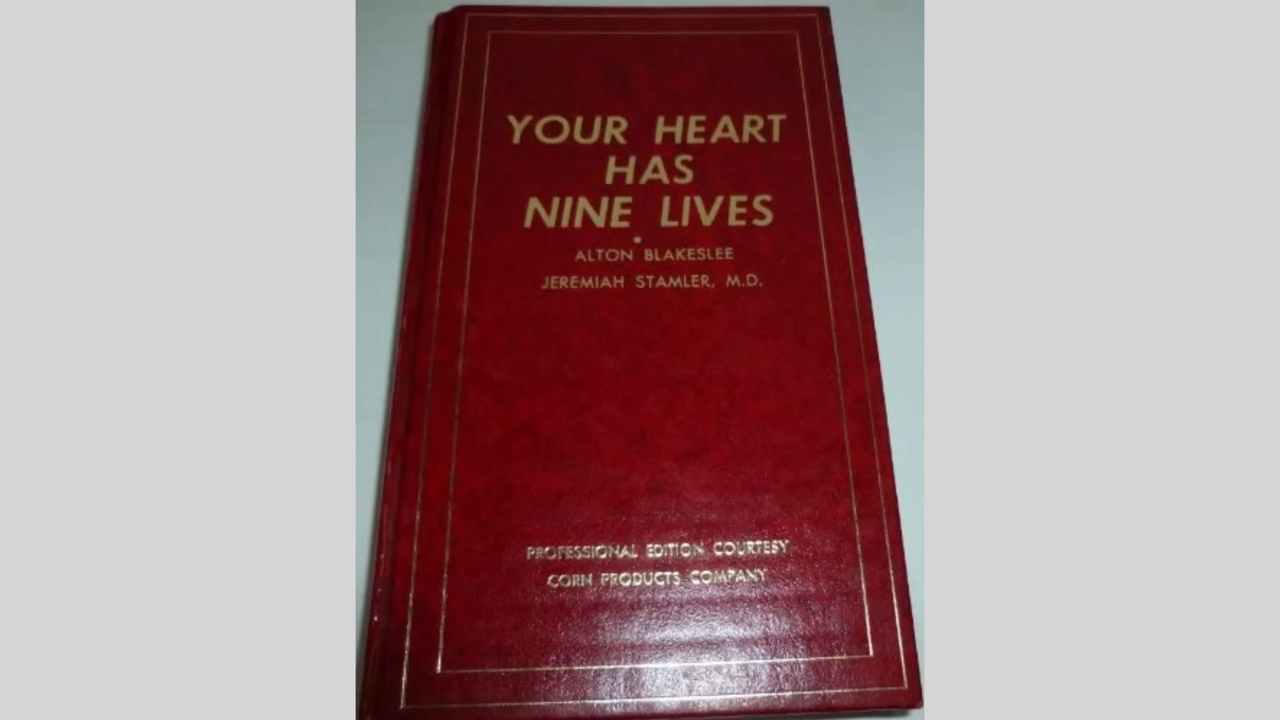 YOUR HEART
HAS
NINE LIVES
ALTON BLAKESLEE
JEREMIAH STAMLER, M.D.
PROFESSIONAL EDITION COURTESY
CORN PRODUCTS COMPANY